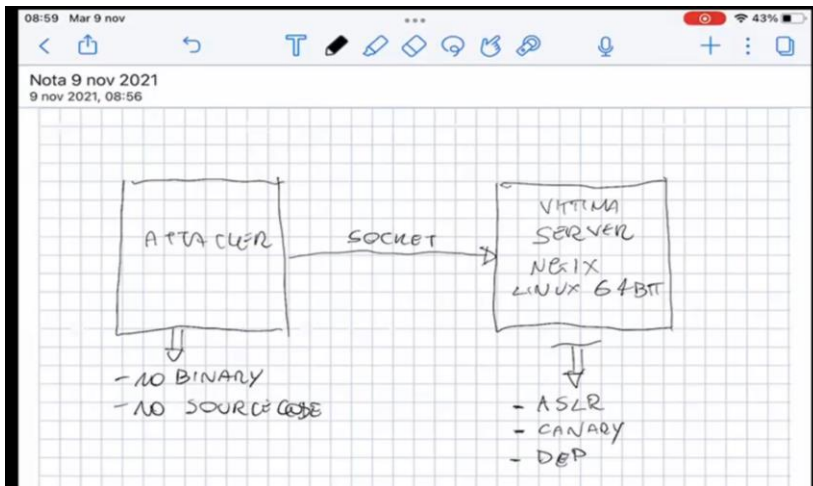 08:59 Mar 9 nov
43%
Nota 9 nov 2021
9 nov 2021, 08:56
ATTACKER
SOCKET
VITTIMA
SERVER
NGIX
LINUX 64BIT
- NO BINARY
- NO SOURCE CODE
- ASLR
- CANARY
- DEP